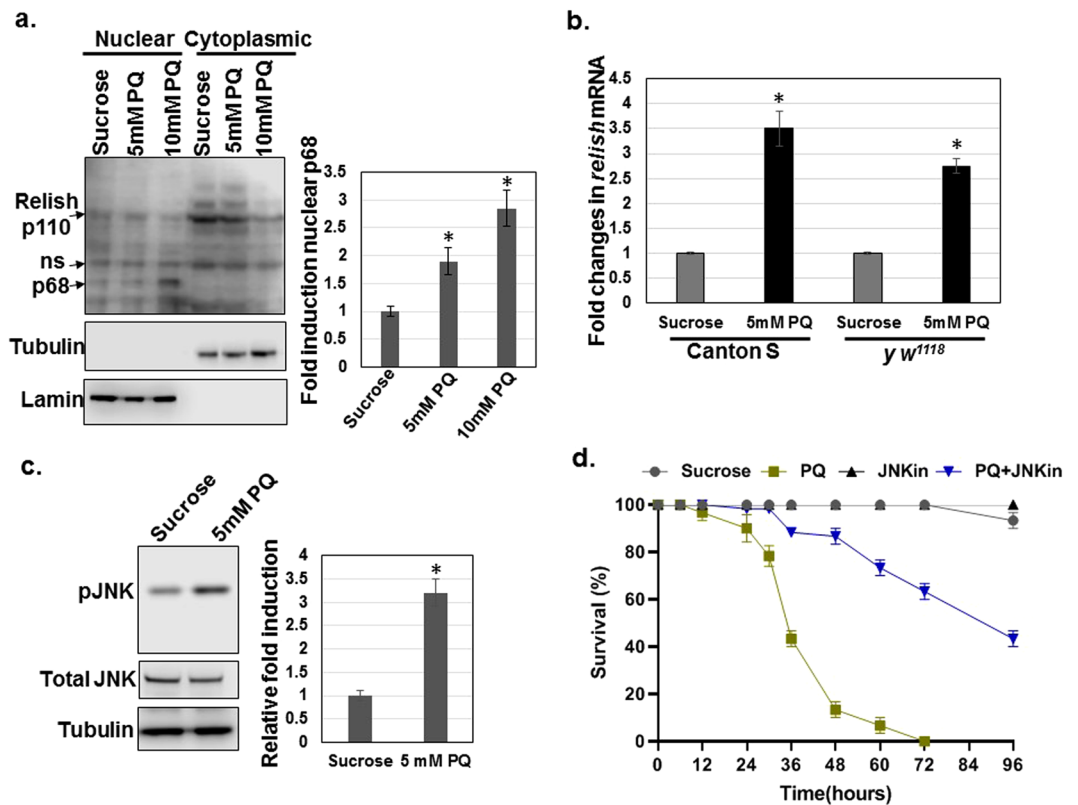 a.
Nuclear Cytoplasmic
Sucrose
5mM PQ
10mM PQ
Sucrose
5mM PQ
10mM PQ
Relish
p110
ns
p68
Tubulin
Lamin
Fold induction nuclear p68
3.5
3
2.5
2
1.5
1
0.5
0
*
*
Sucrose
5mM PQ
10mM PQ
b.
Fold changes in relish mRNA
4.5
4
3.5
3
2.5
2
1.5
1
0.5
0
*
*
Sucrose 5mM PQ Sucrose 5mM PQ
Canton S y w1118
c.
Sucrose
5mM PQ
pJNK
Total JNK
Tubulin
Relative fold induction
4
3.5
3
2.5
2
1.5
1
0.5
0
*
Sucrose 5 mM PQ
d.
Sucrose PQ JNKin PQ+JNKin
Survival (%)
100
80
60
40
20
0
0 12 24 36 48 60 72 84 96
Time(hours)